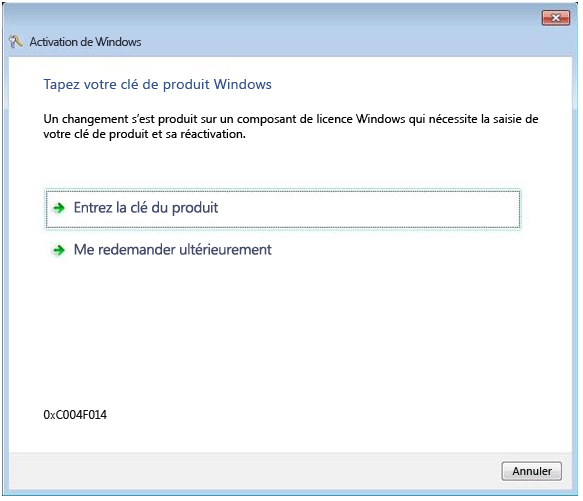 Activation de Windows
Tapez votre clé de produit Windows
Un changement s'est produit sur un composant de licence Windows qui nécessite la saisie de
votre clé de produit et sa réactivation.
Entrez la clé du produit
Me redemander ultérieurement
0xC004F014
Annuler